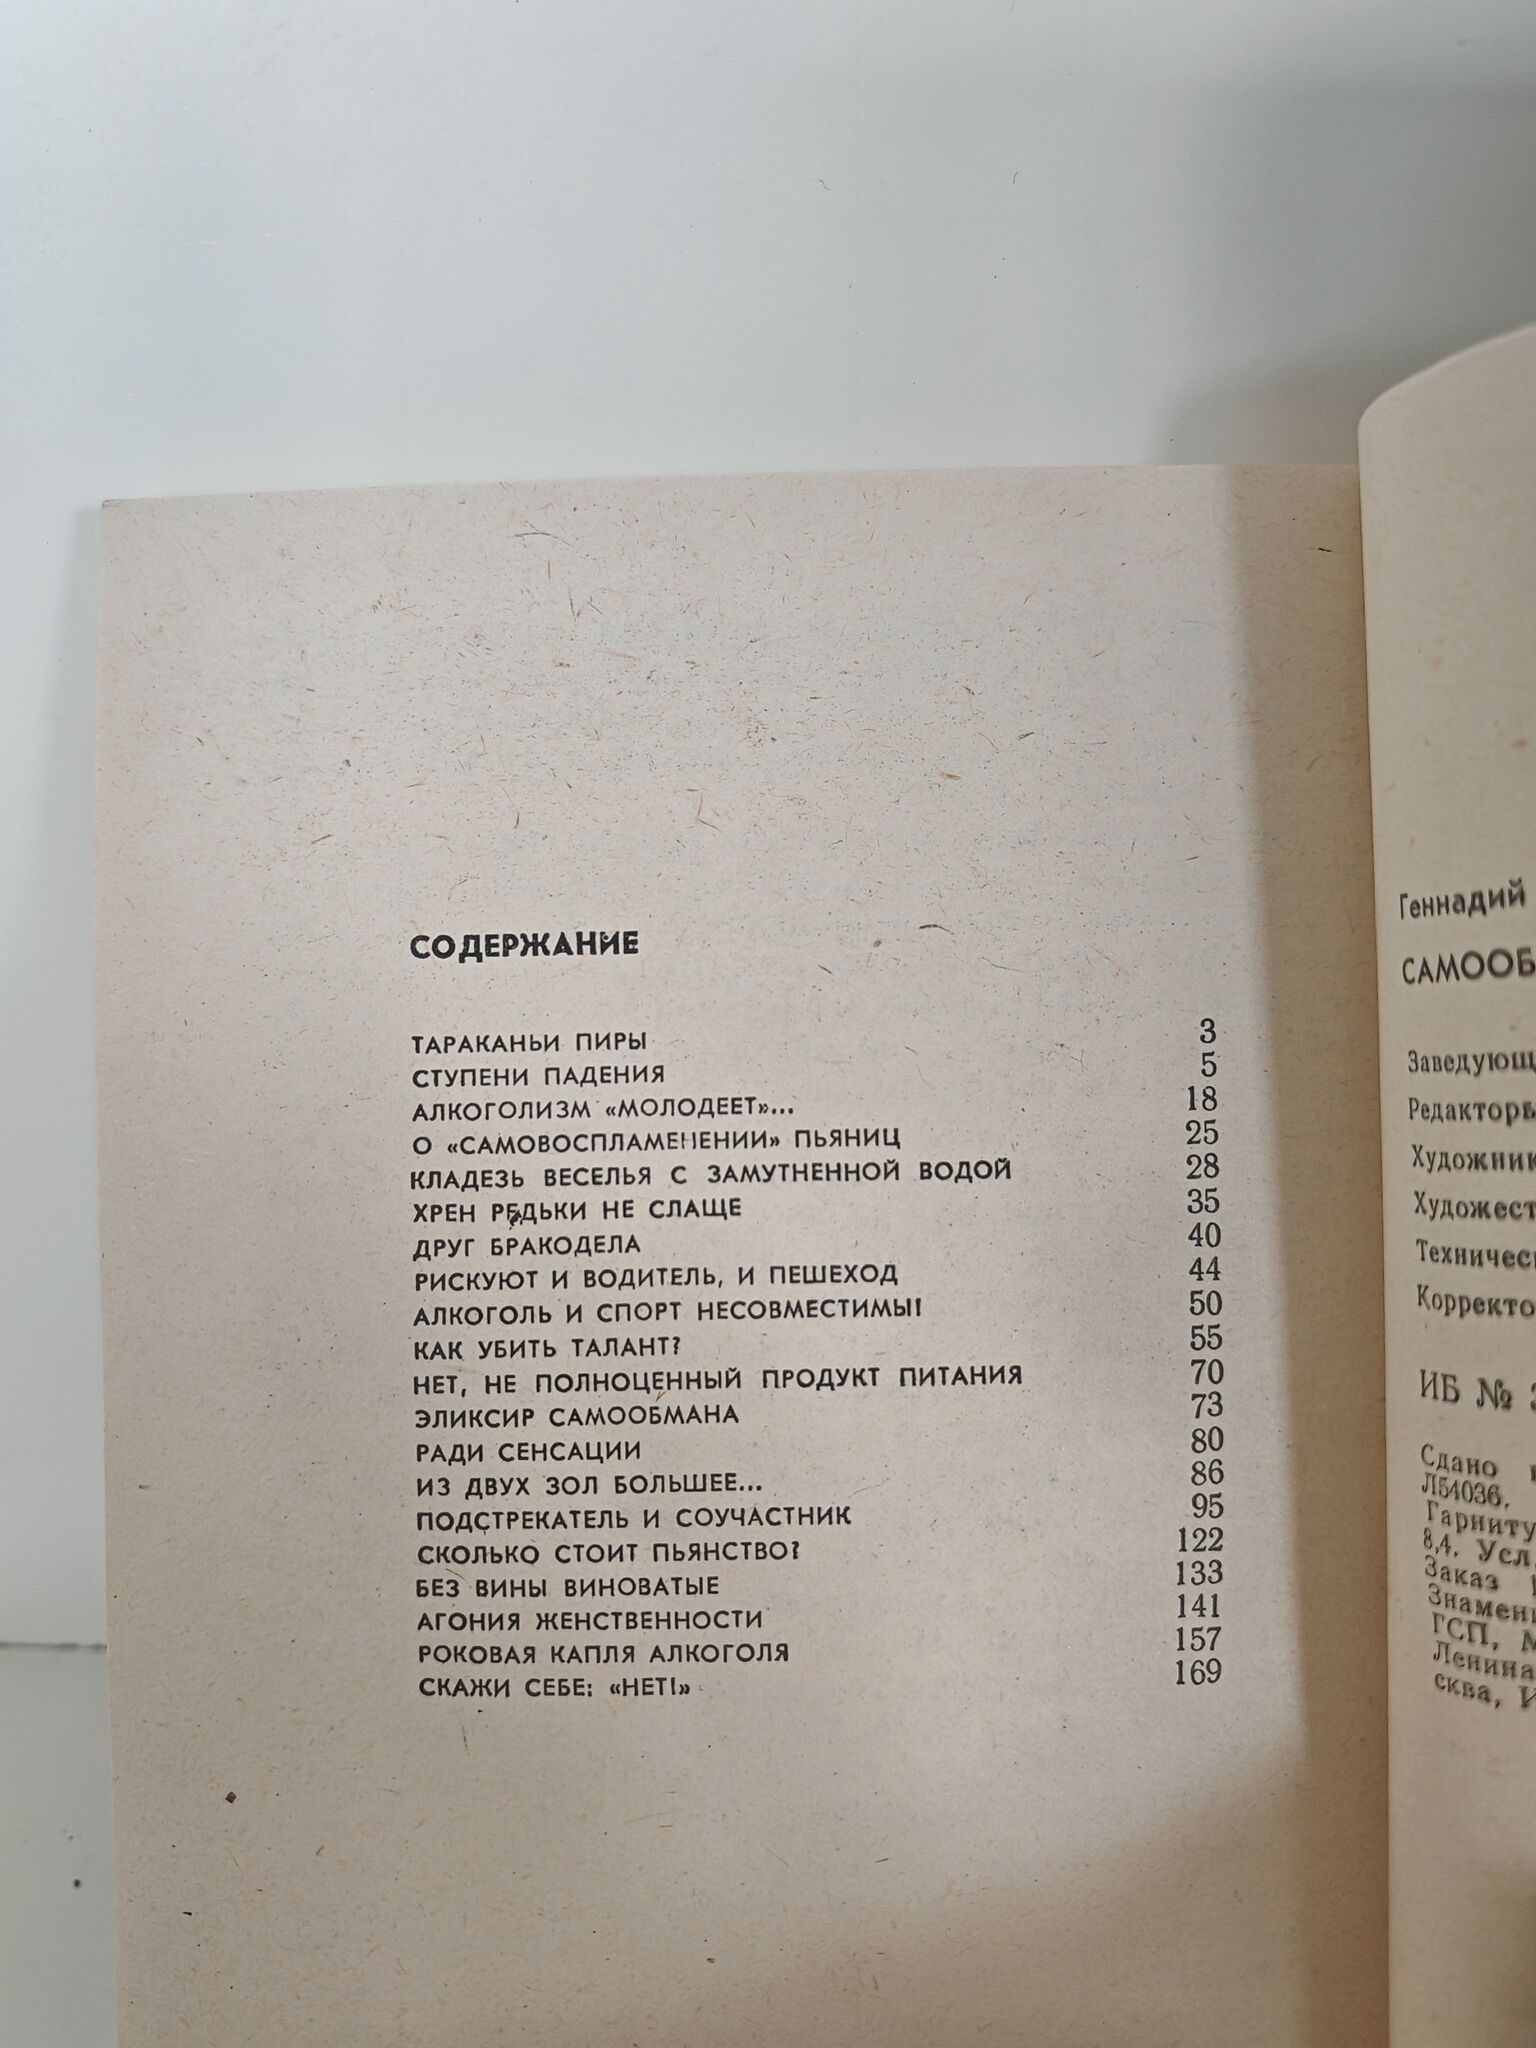 СОДЕРЖАНИЕ
ТАРАКАНЬИ ПИРЫ 3
СТУПЕНИ ПАДЕНИЯ 5
АЛКОГОЛИЗМ «МОЛОДЕЕТ»... 18
О «САМОВОСПЛАМЕНЕНИИ» ПЬЯНИЦ 25
КЛАДЕЗЬ ВЕСЕЛЬЯ С ЗАМУТНЕННОЙ ВОДОЙ 28
ХРЕН РЕДЬКИ НЕ СЛАЩЕ 35
ДРУГ БРАКОДЕЛА 40
РИСКУЮТ И ВОДИТЕЛЬ, И ПЕШЕХОД 44
АЛКОГОЛЬ И СПОРТ НЕСОВМЕСТИМЫ! 50
КАК УБИТЬ ТАЛАНТ? 55
НЕТ, НЕ ПОЛНОЦЕННЫЙ ПРОДУКТ ПИТАНИЯ 70
ЭЛИКСИР САМООБМАНА 73
РАДИ СЕНСАЦИИ 80
ИЗ ДВУХ ЗОЛ БОЛЬШЕЕ... 86
ПОДСТРЕКАТЕЛЬ И СОУЧАСТНИК 95
СКОЛЬКО СТОИТ ПЬЯНСТВО? 122
БЕЗ ВИНЫ ВИНОВАТЫЕ 133
АГОНИЯ ЖЕНСТВЕННОСТИ 141
РОКОВАЯ КАПЛЯ АЛКОГОЛЯ 157
СКАЖИ СЕБЕ: «НЕТ!» 169
Геннадий
САМООБ
Заведующ
Редакторы
Художник
Художест
Техничес
Корректо
ИБ №
Сдано
Л54036.
Гарниту
8,4. Усл.
Заказ
Знамени
ГСП, М
Ленина
сква, И